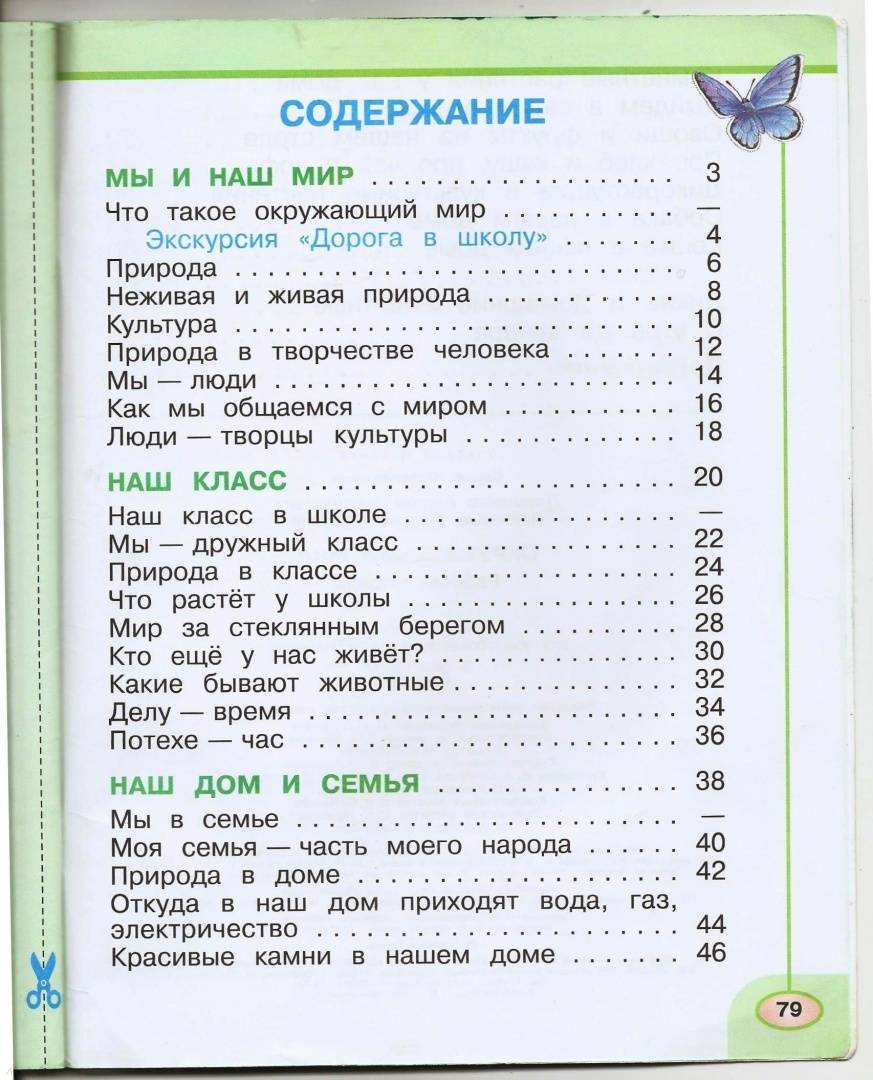 СОДЕРЖАНИЕ
МЫ И НАШ МИР . . . . . . . . . . . . . . . . . . . . . . 3
Что такое окружающий мир . . . . . . . . . . . . —
Экскурсия «Дорога в школу» . . . . . . . . 4
Природа . . . . . . . . . . . . . . . . . . . . . . . . . . . . . . . 6
Неживая и живая природа . . . . . . . . . . . . . . 8
Культура . . . . . . . . . . . . . . . . . . . . . . . . . . . . . . . 10
Природа в творчестве человека . . . . . . . 12
Мы — люди . . . . . . . . . . . . . . . . . . . . . . . . . . . . 14
Как мы общаемся с миром . . . . . . . . . . . . . 16
Люди — творцы культуры . . . . . . . . . . . . . . . 18
НАШ КЛАСС . . . . . . . . . . . . . . . . . . . . . . . . . . 20
Наш класс в школе . . . . . . . . . . . . . . . . . . . —
Мы — дружный класс . . . . . . . . . . . . . . . . . . 22
Природа в классе . . . . . . . . . . . . . . . . . . . . . 24
Что растёт у школы . . . . . . . . . . . . . . . . . . . 26
Мир за стеклянным берегом . . . . . . . . . . . 28
Кто ещё у нас живёт? . . . . . . . . . . . . . . . . . 30
Какие бывают животные . . . . . . . . . . . . . . . . 32
Делу — время . . . . . . . . . . . . . . . . . . . . . . . . . . 34
Потехе — час . . . . . . . . . . . . . . . . . . . . . . . . . . 36
НАШ ДОМ И СЕМЬЯ . . . . . . . . . . . . . . . . . 38
Мы в семье . . . . . . . . . . . . . . . . . . . . . . . . . . . —
Моя семья — часть моего народа . . . . . . 40
Природа в доме . . . . . . . . . . . . . . . . . . . . . . . 42
Откуда в наш дом приходят вода, газ,
электричество . . . . . . . . . . . . . . . . . . . . . . . . . . 44
Красивые камни в нашем доме . . . . . . . 46
79